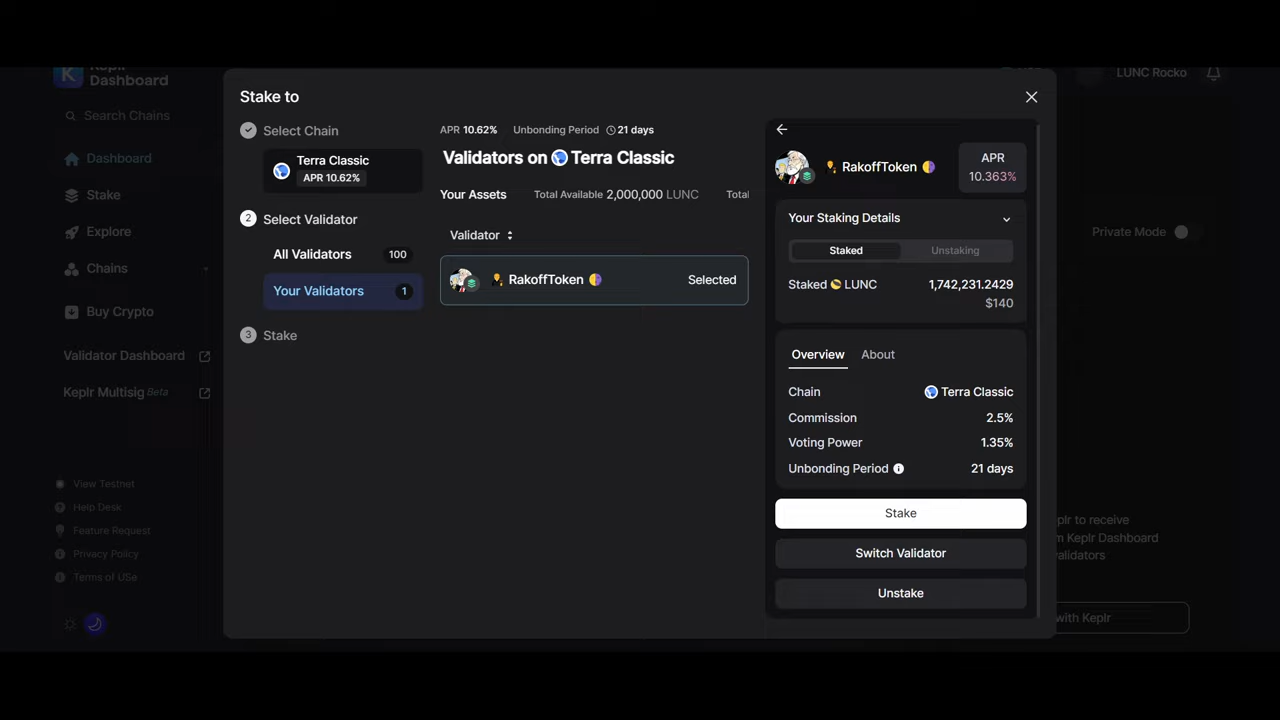 Keplr
Dashboard
Search Chains
Dashboard
Stake
Explore
Chains
Buy Crypto
Validator Dashboard
Keplr Multisig Beta
View Testnet
Help Desk
Feature Request
Privacy Policy
Terms of USe
Stake to
Select Chain
Terra Classic
APR 10.62%
2 Select Validator
All Validators 100
Your Validators 1
3 Stake
APR 10.62% Unbonding Period 21 days
Validators on Terra Classic
Your Assets Total Available 2,000,000 LUNC Total
Validator
RakoffToken Selected
RakoffToken
APR
10.363%
Your Staking Details
Staked Unstaking
Staked LUNC 1,742,231.2429
$140
Overview About
Chain Terra Classic
Commission 2.5%
Voting Power 1.35%
Unbonding Period 21 days
Stake
Switch Validator
Unstake
LUNC Rocko
Private Mode
plr to receive
m Keplr Dashboard
validators
with Keplr